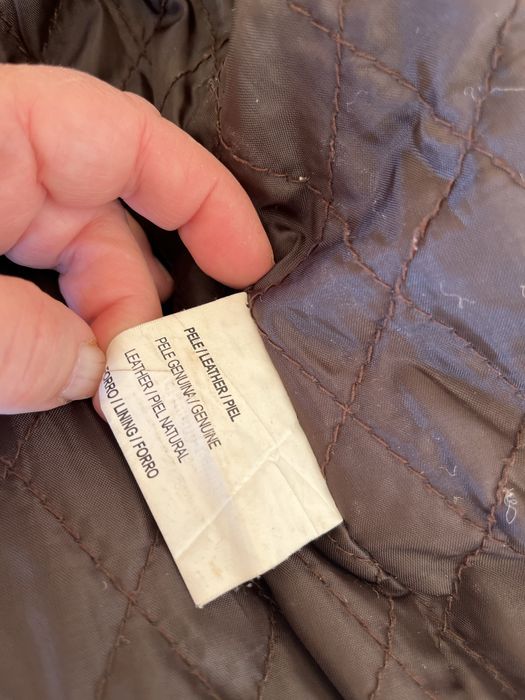 PELE/LEATHER/PIEL
PELE GENUINA/GENUINE
LEATHER/PIEL NATURAL
FORRO/LINING/FORRO